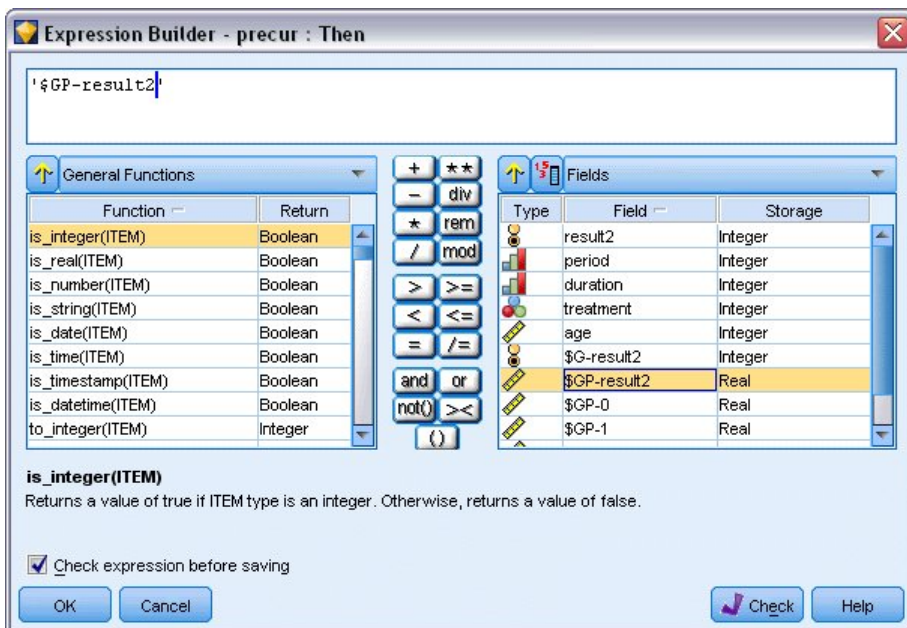 Expression Builder - precur : Then
'$GP-result2'
General Functions
Function Return
is_integer(ITEM) Boolean
is_real(ITEM) Boolean
is_number(ITEM) Boolean
is_string(ITEM) Boolean
is_date(ITEM) Boolean
is_time(ITEM) Boolean
is_timestamp(ITEM) Boolean
is_datetime(ITEM) Boolean
to_integer(ITEM) Integer
+ **
- div
* rem
/ mod
> >=
< <=
= /=
and or
not() ><
( )
Fields
Type Field Storage
result2 Integer
period Integer
duration Integer
treatment Integer
age Integer
$G-result2 Integer
$GP-result2 Real
$GP-0 Real
$GP-1 Real
is_integer(ITEM)
Returns a value of true if ITEM type is an integer. Otherwise, returns a value of false.
Check expression before saving
OK Cancel Check Help